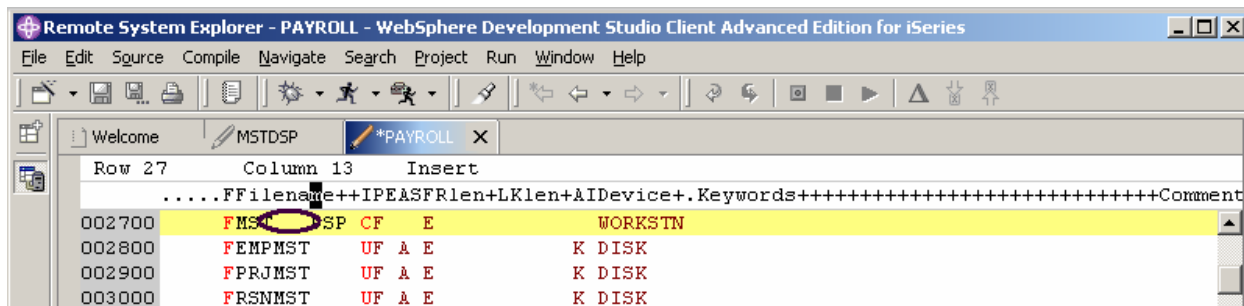 Remote System Explorer - PAYROLL - WebSphere Development Studio Client Advanced Edition for iSeries
File Edit Source Compile Navigate Search Project Run Window Help
Welcome MSTDSP *PAYROLL
Row 27 Column 13 Insert
.....FFilename++IPEASFRlen+LKlen+AIDevice+.Keywords+++++++++++++++++++++++++++++Comment
002700 FMST DSP CF E WORKSTN
002800 FEMPMST UF A E K DISK
002900 FPRJMST UF A E K DISK
003000 FRSNMST UF A E K DISK